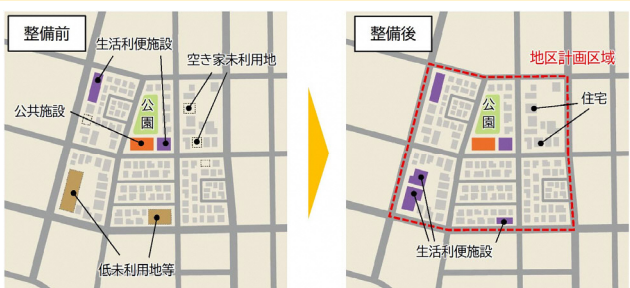 整備前
生活利便施設
空き家未利用地
公共施設
公園
低未利用地等
整備後
地区計画区域
公園
住宅
生活利便施設